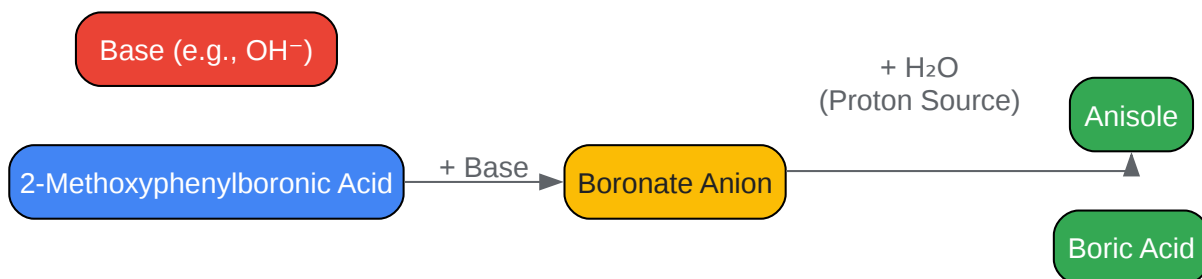 Base (e.g., OH⁻)
+ H₂O
(Proton Source)
Anisole
2-Methoxyphenylboronic Acid
+ Base
Boronate Anion
Boric Acid